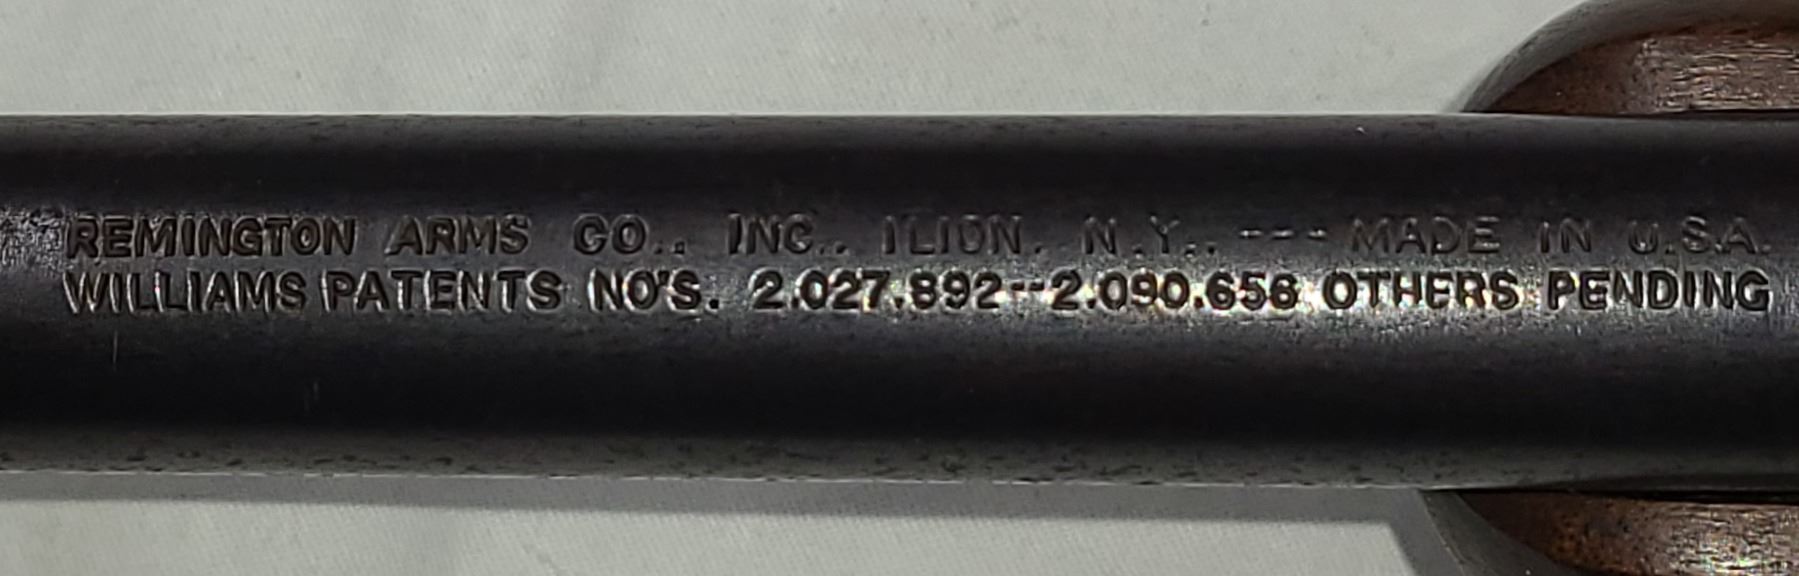 REMINGTON ARMS CO., INC. ILION, N.Y., --- MADE IN U.S.A.
WILLIAMS PATENTS NO'S. 2.027.892--2.090.656 OTHERS PENDING